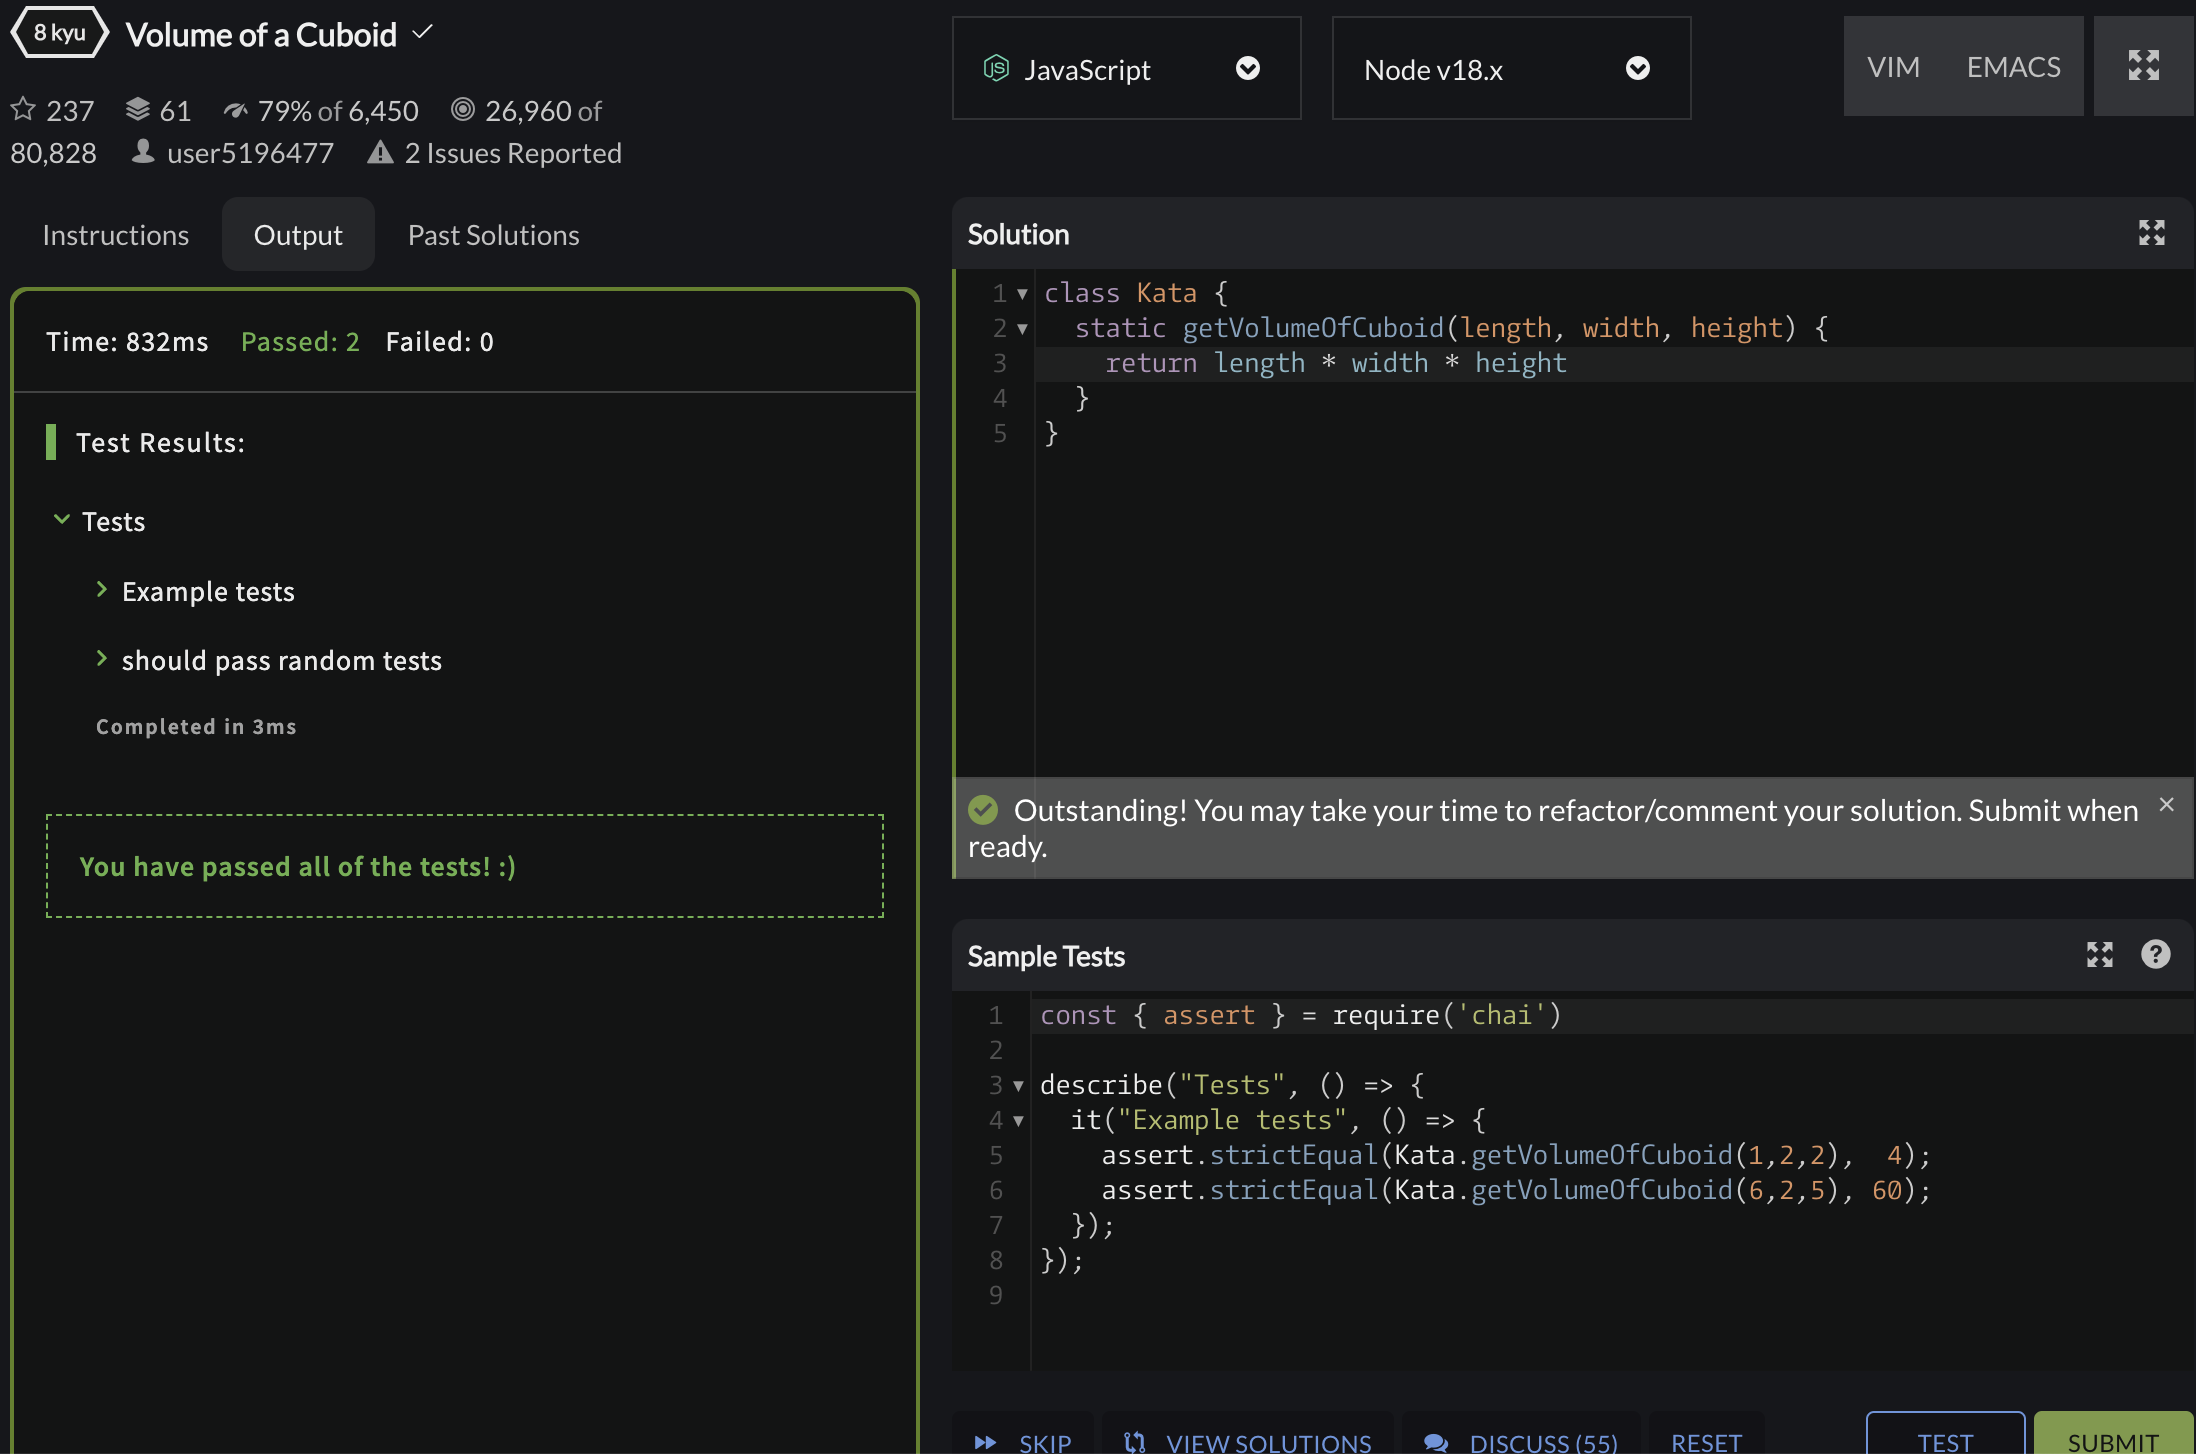 8 kyu
Volume of a Cuboid
237 61 79% of 6,450 26,960 of
80,828 user5196477 2 Issues Reported
Instructions Output Past Solutions
Time: 832ms Passed: 2 Failed: 0
Test Results:
Tests
Example tests
should pass random tests
Completed in 3ms
You have passed all of the tests! :)
JavaScript Node v18.x VIM EMACS
Solution
1 class Kata {
2   static getVolumeOfCuboid(length, width, height) {
3     return length * width * height
4   }
5 }
Outstanding! You may take your time to refactor/comment your solution. Submit when
ready.
Sample Tests
1 const { assert } = require('chai')
2
3 describe("Tests", () => {
4   it("Example tests", () => {
5     assert.strictEqual(Kata.getVolumeOfCuboid(1,2,2),  4);
6     assert.strictEqual(Kata.getVolumeOfCuboid(6,2,5), 60);
7   });
8 });
9
SKIP VIEW SOLUTIONS DISCUSS (55) RESET TEST SUBMIT